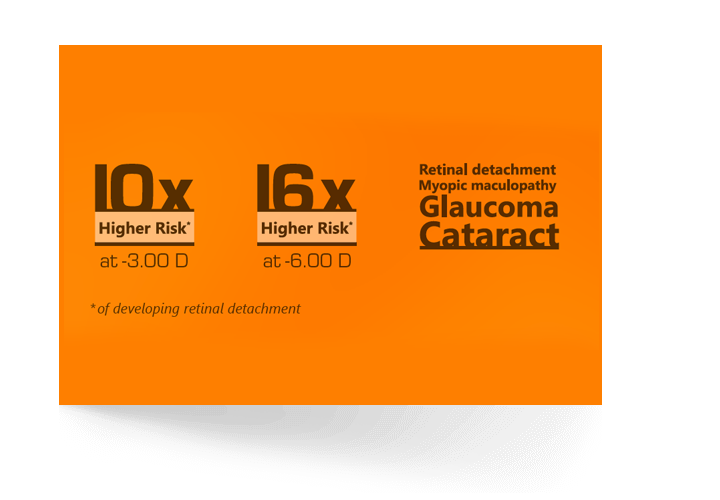 10x
Higher Risk*
at -3.00 D
16x
Higher Risk*
at -6.00 D
Retinal detachment
Myopic maculopathy
Glaucoma
Cataract
*of developing retinal detachment